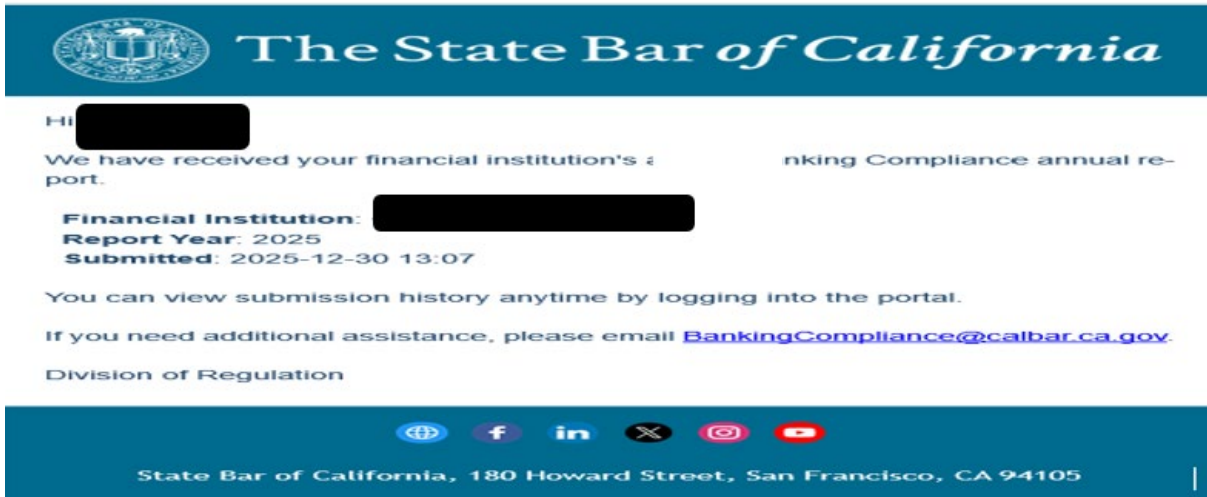 The State Bar of California
Hi
We have received your financial institution's nking Compliance annual re-
port.
Financial Institution:
Report Year: 2025
Submitted: 2025-12-30 13:07
You can view submission history anytime by logging into the portal.
If you need additional assistance, please email BankingCompliance@calbar.ca.gov.
Division of Regulation
State Bar of California, 180 Howard Street, San Francisco, CA 94105